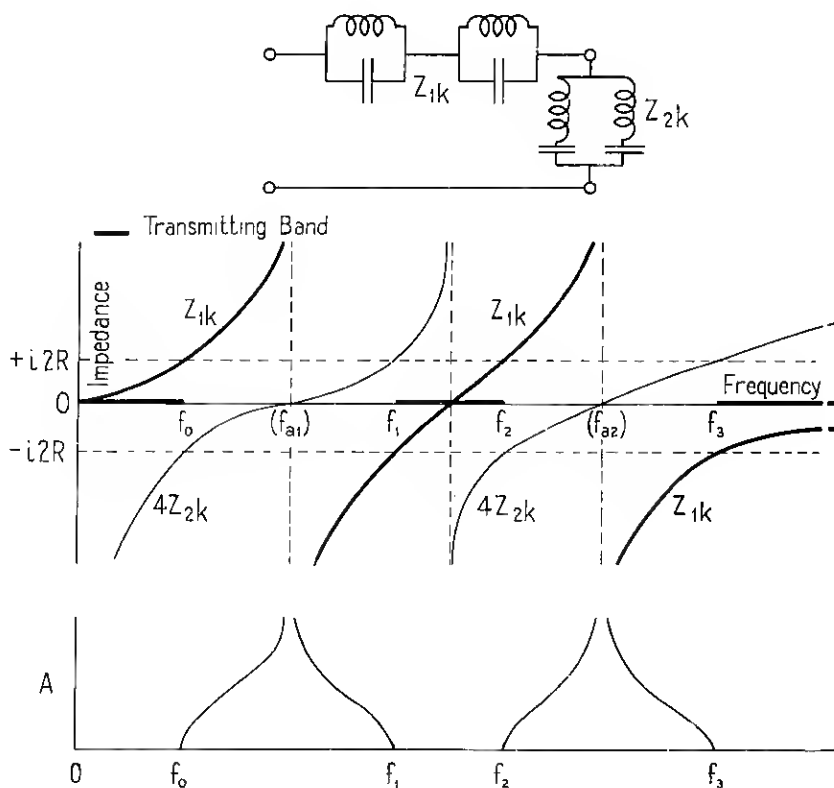 Z1k
Z2k
Transmitting Band
Impedance
Z1k
Z1k
+i2R
Frequency
0
f0
(fa1)
f1
f2
(fa2)
f3
-i2R
4Z2k
4Z2k
Z1k
A
0
f0
f1
f2
f3